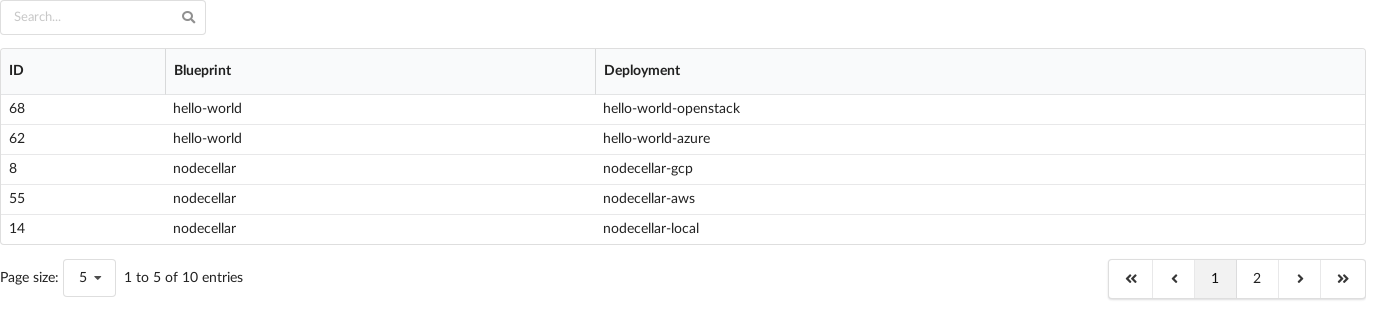 Search...
ID Blueprint Deployment
68 hello-world hello-world-openstack
62 hello-world hello-world-azure
8 nodecellar nodecellar-gcp
55 nodecellar nodecellar-aws
14 nodecellar nodecellar-local
Page size: 5 1 to 5 of 10 entries « ‹ 1 2 › »